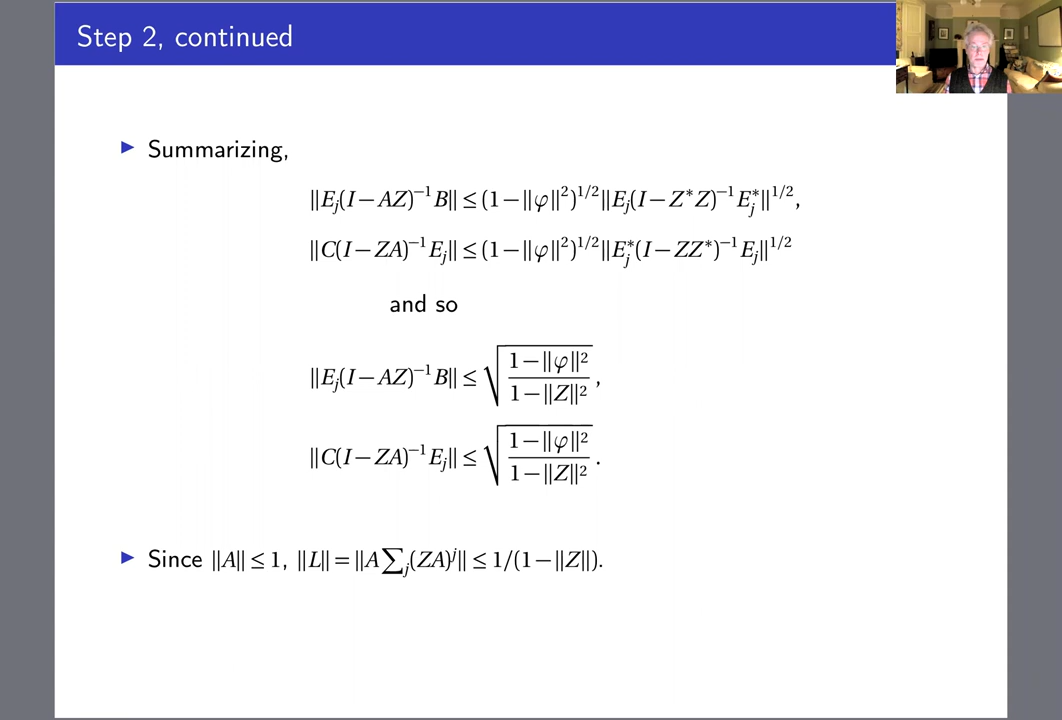 Step 2, continued
▶ Summarizing,
‖E_j(I−AZ)^{−1}B‖ ≤ (1−‖φ‖²)^{1/2}‖E_j(I−Z*Z)^{−1}E_j^*‖^{1/2},
‖C(I−ZA)^{−1}E_j‖ ≤ (1−‖φ‖²)^{1/2}‖E_j^*(I−ZZ*)^{−1}E_j‖^{1/2}
and so
‖E_j(I−AZ)^{−1}B‖ ≤ √((1−‖φ‖²)/(1−‖Z‖²)),
‖C(I−ZA)^{−1}E_j‖ ≤ √((1−‖φ‖²)/(1−‖Z‖²)).
▶ Since ‖A‖ ≤ 1, ‖L‖ = ‖A∑_j(ZA)^j‖ ≤ 1/(1−‖Z‖).